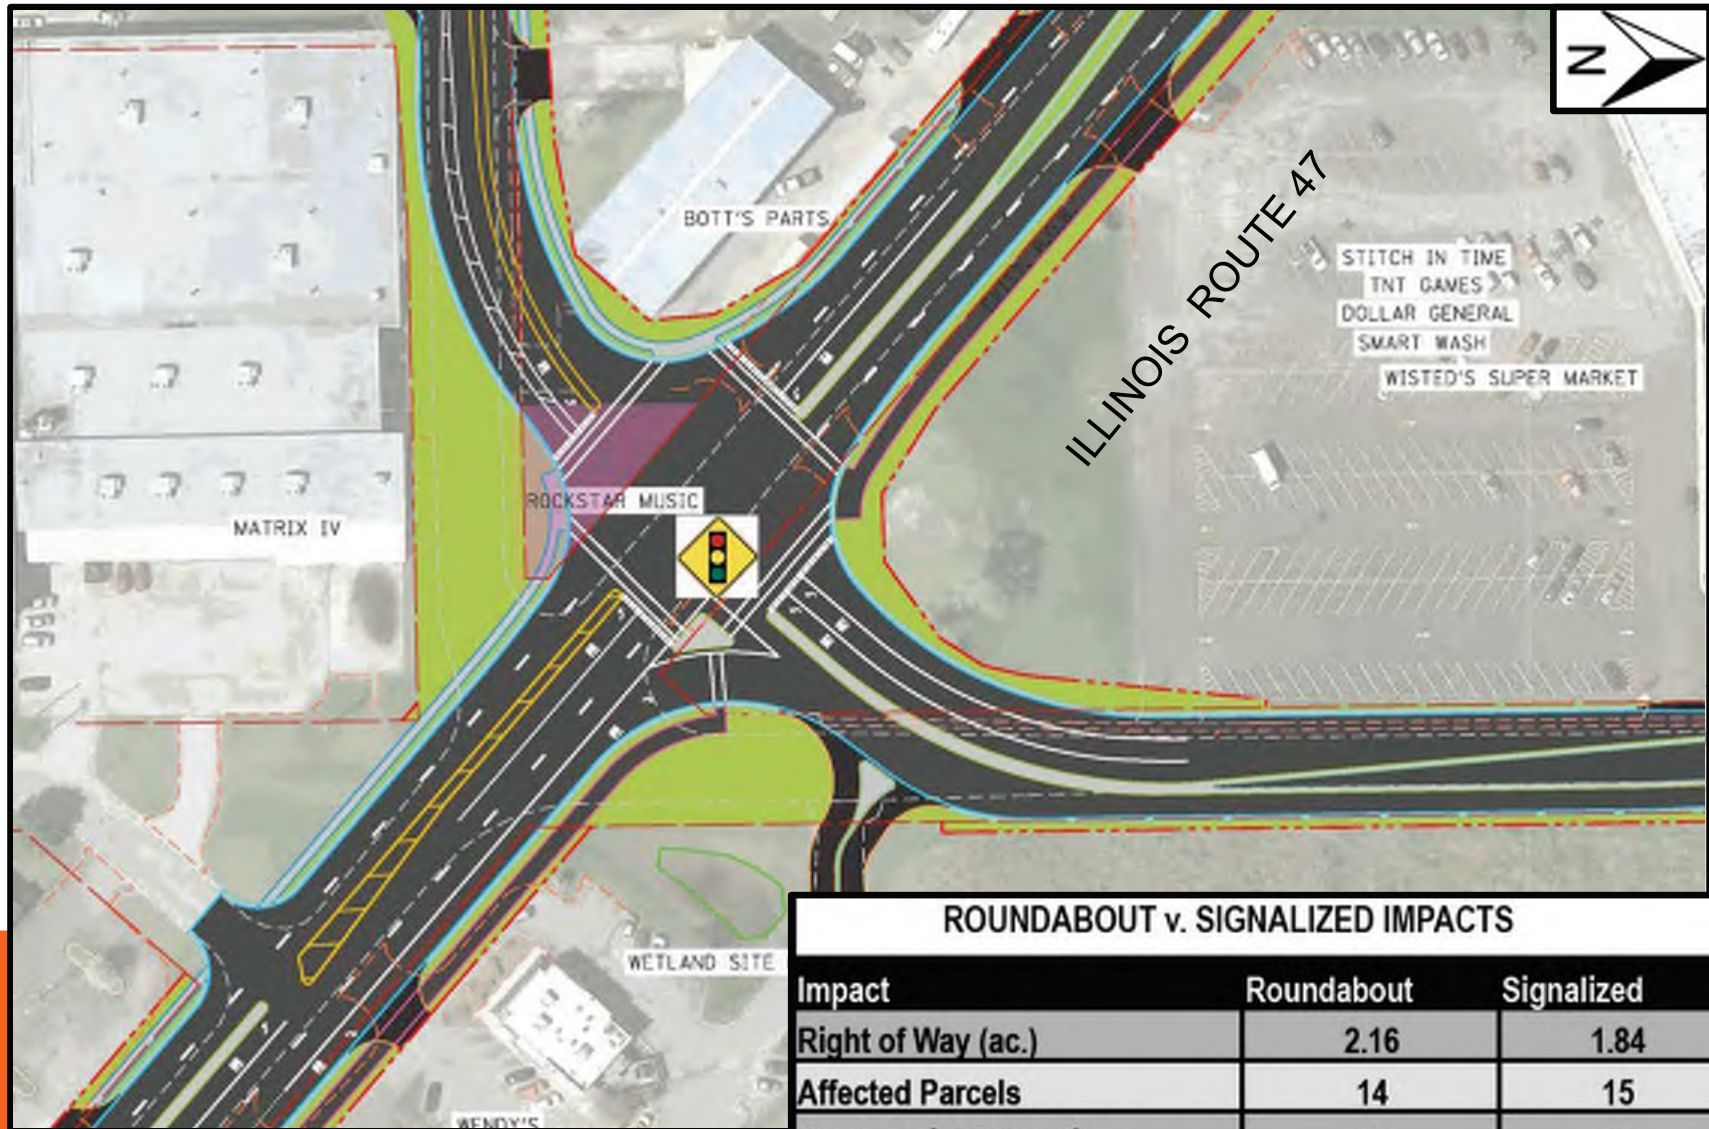 N
BOTT'S PARTS
ILLINOIS ROUTE 47
STITCH IN TIME
TNT GAMES
DOLLAR GENERAL
SMART WASH
WISTED'S SUPER MARKET
ROCKSTAR MUSIC
MATRIX IV
WETLAND SITE
WENDY'S
ROUNDABOUT v. SIGNALIZED IMPACTS
Impact Roundabout Signalized
Right of Way (ac.) 2.16 1.84
Affected Parcels 14 15